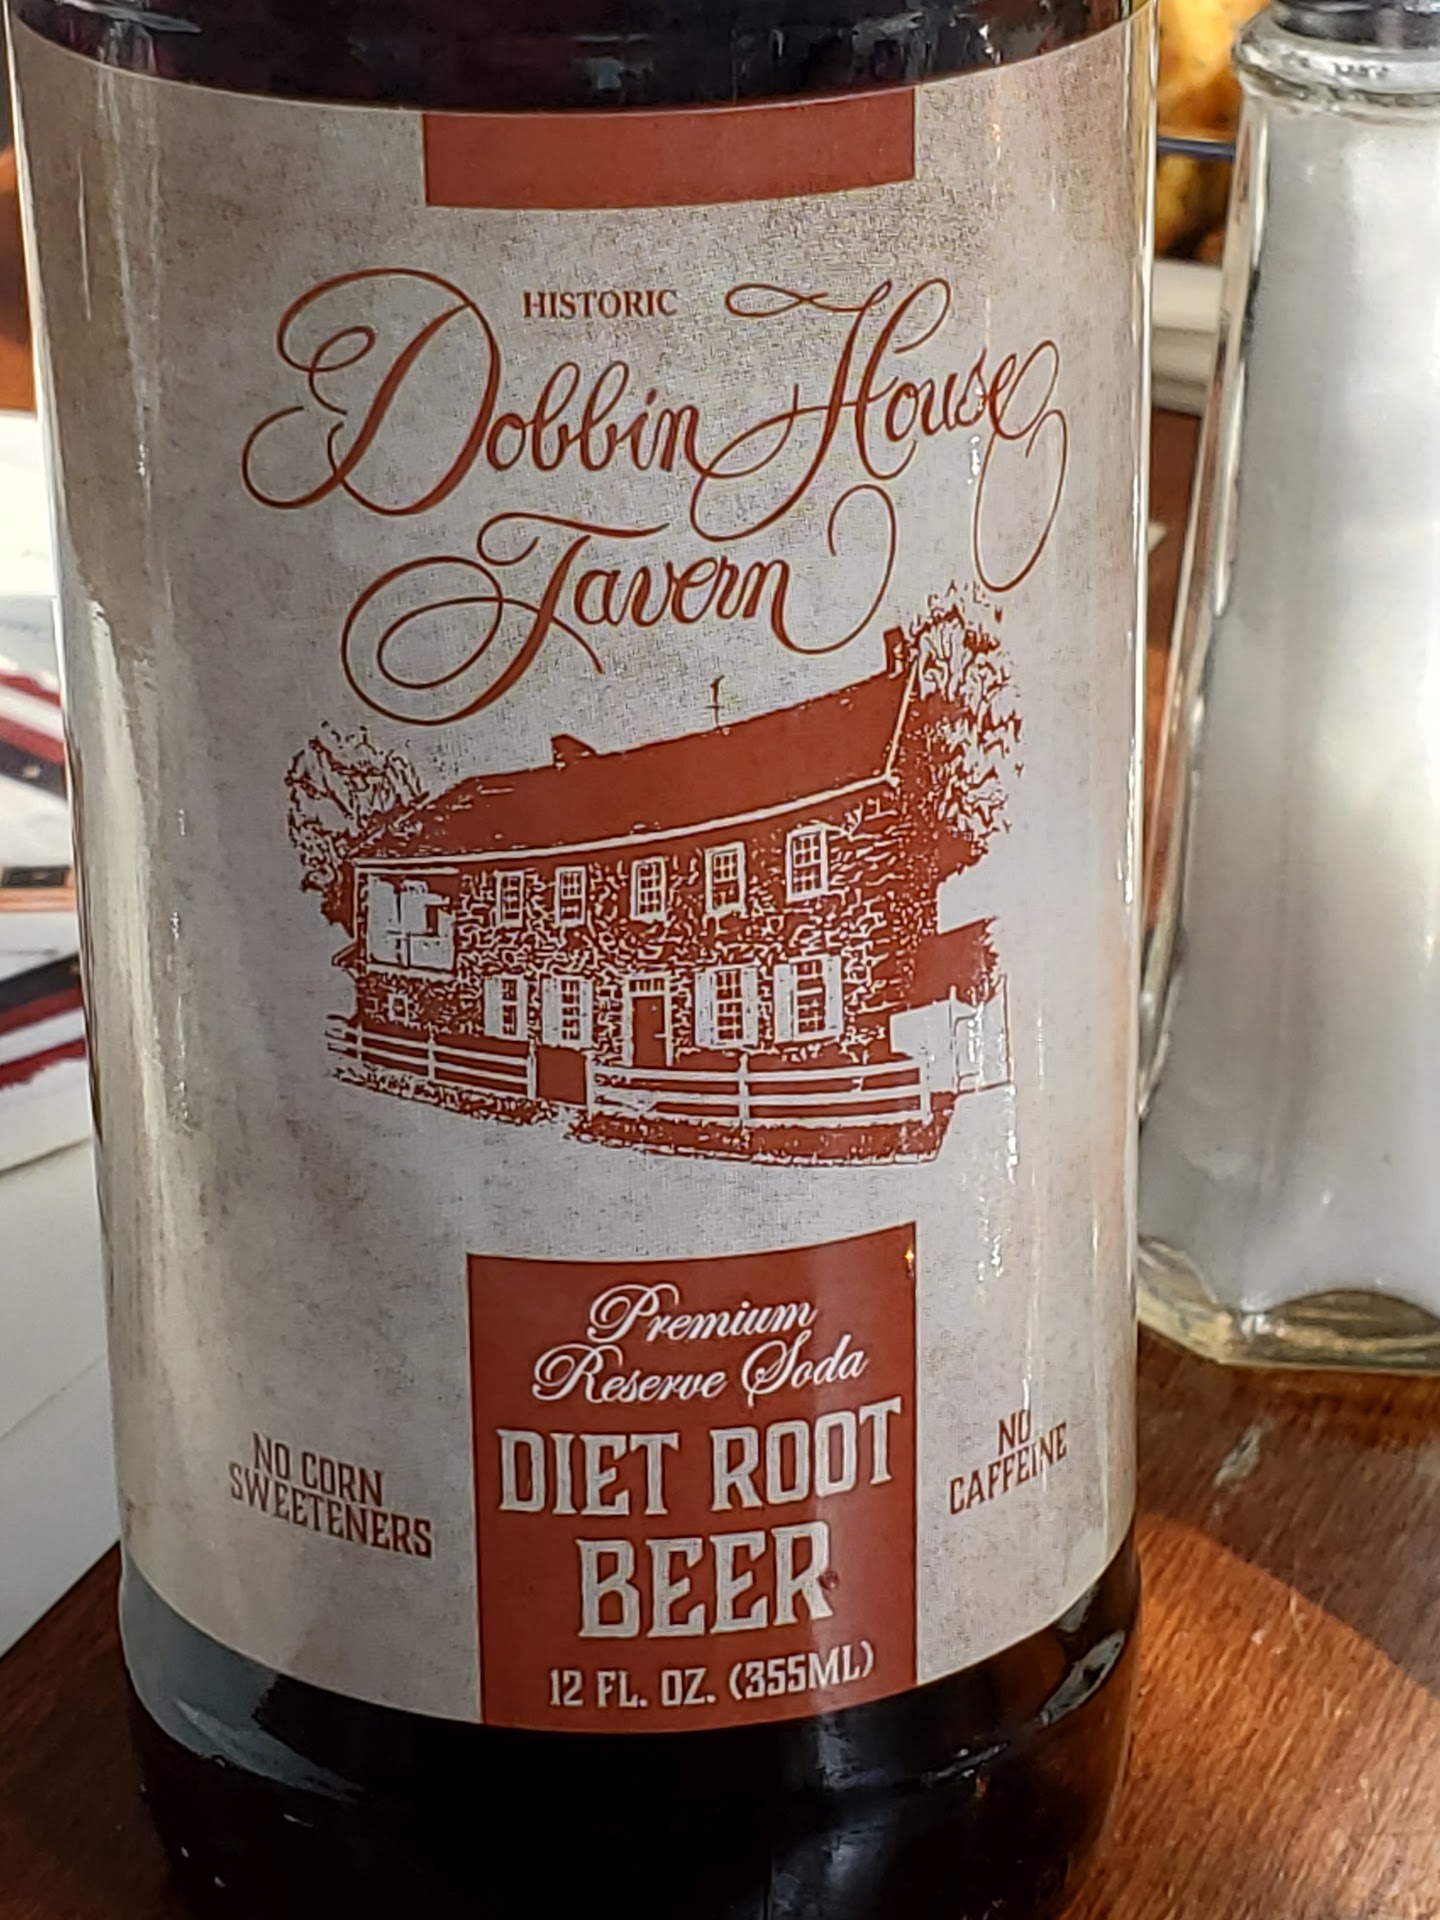 HISTORIC
Dobbin House
Tavern
Premium
Reserve Soda
DIET ROOT
BEER
12 FL. OZ. (355ML)
NO CORN
SWEETENERS
NO
CAFFEINE